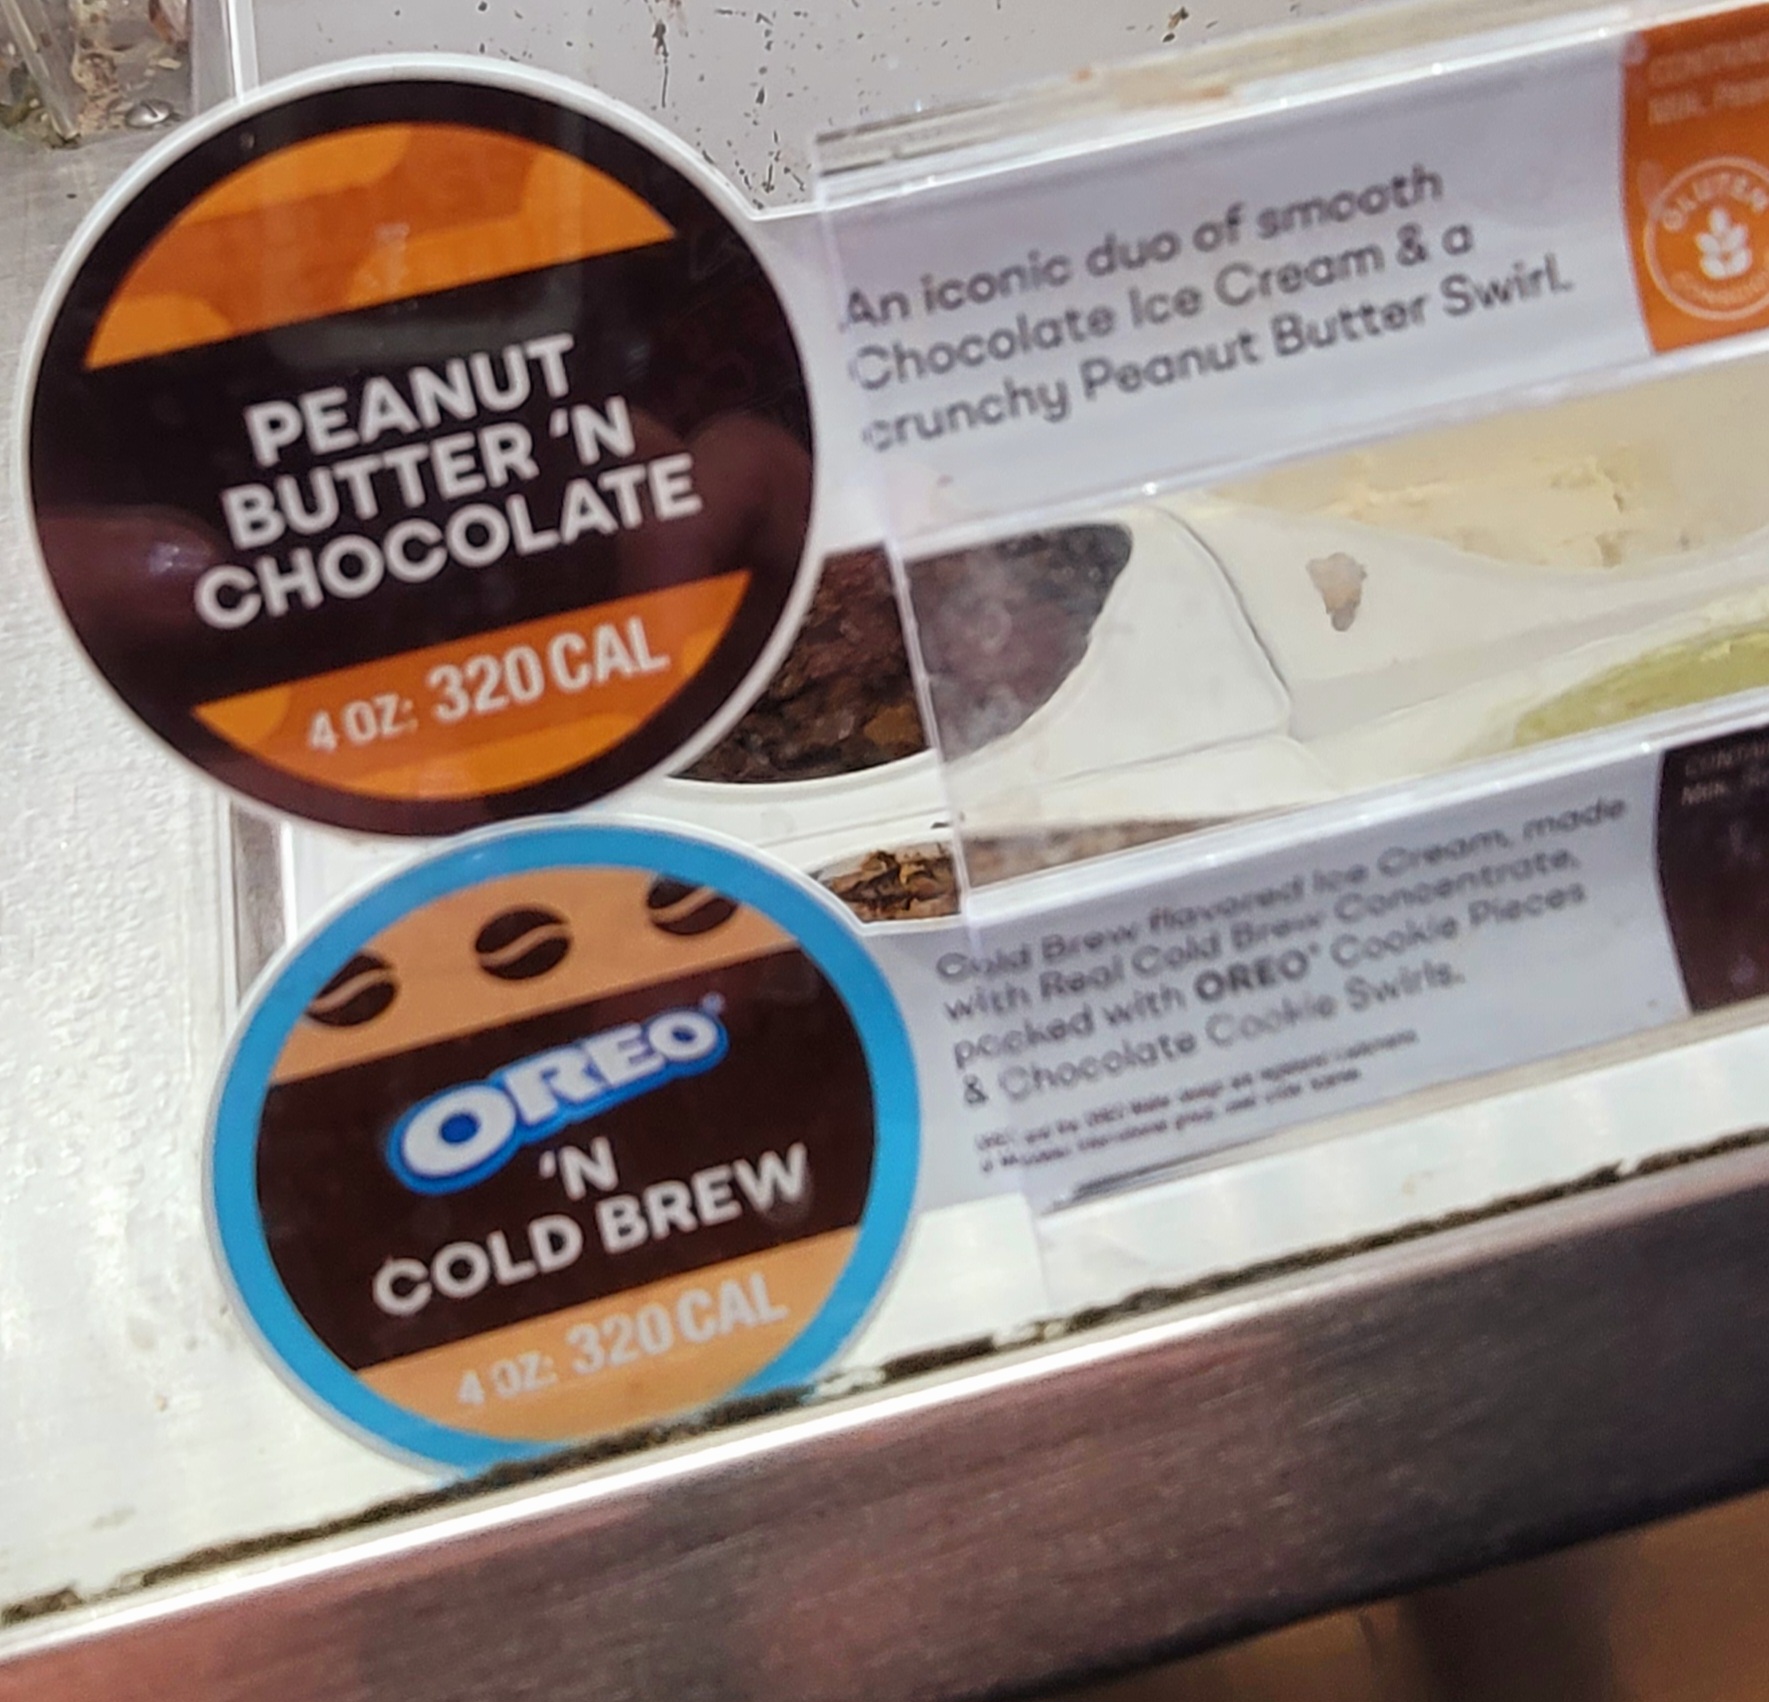 PEANUT
BUTTER 'N
CHOCOLATE
4 OZ: 320 CAL
An iconic duo of smooth
Chocolate Ice Cream & a
crunchy Peanut Butter Swirl.
GLUTEN
OREO
'N
COLD BREW
4 OZ: 320 CAL
Cold Brew flavored Ice Cream, made
with Real Cold Brew Concentrate,
packed with OREO® Cookie Pieces
& Chocolate Cookie Swirls.